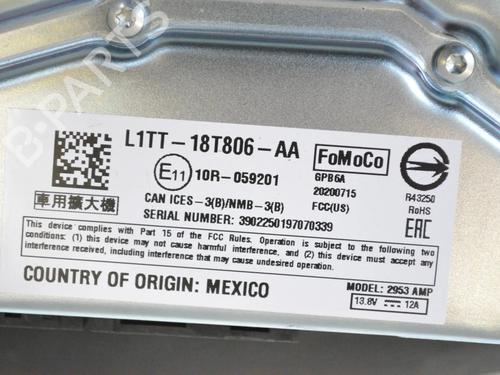 B-PARTS
L1TT-18T806-AA
FoMoCo
E11 10R-059201
GPB6A
20200715
FCC(US)
R43250
RoHS
車用擴大機
CAN ICES-3(B)/NMB-3(B)
SERIAL NUMBER: 3902250197070339
EAC
This device complies with Part 15 of the FCC Rules. Operation is subject to the following two
conditions: (1) this device may not cause harmful interference, and (2) this device must accept any
interference received, including interference that may cause undesired operation.
COUNTRY OF ORIGIN: MEXICO
MODEL: 2953 AMP
13.8V 12A